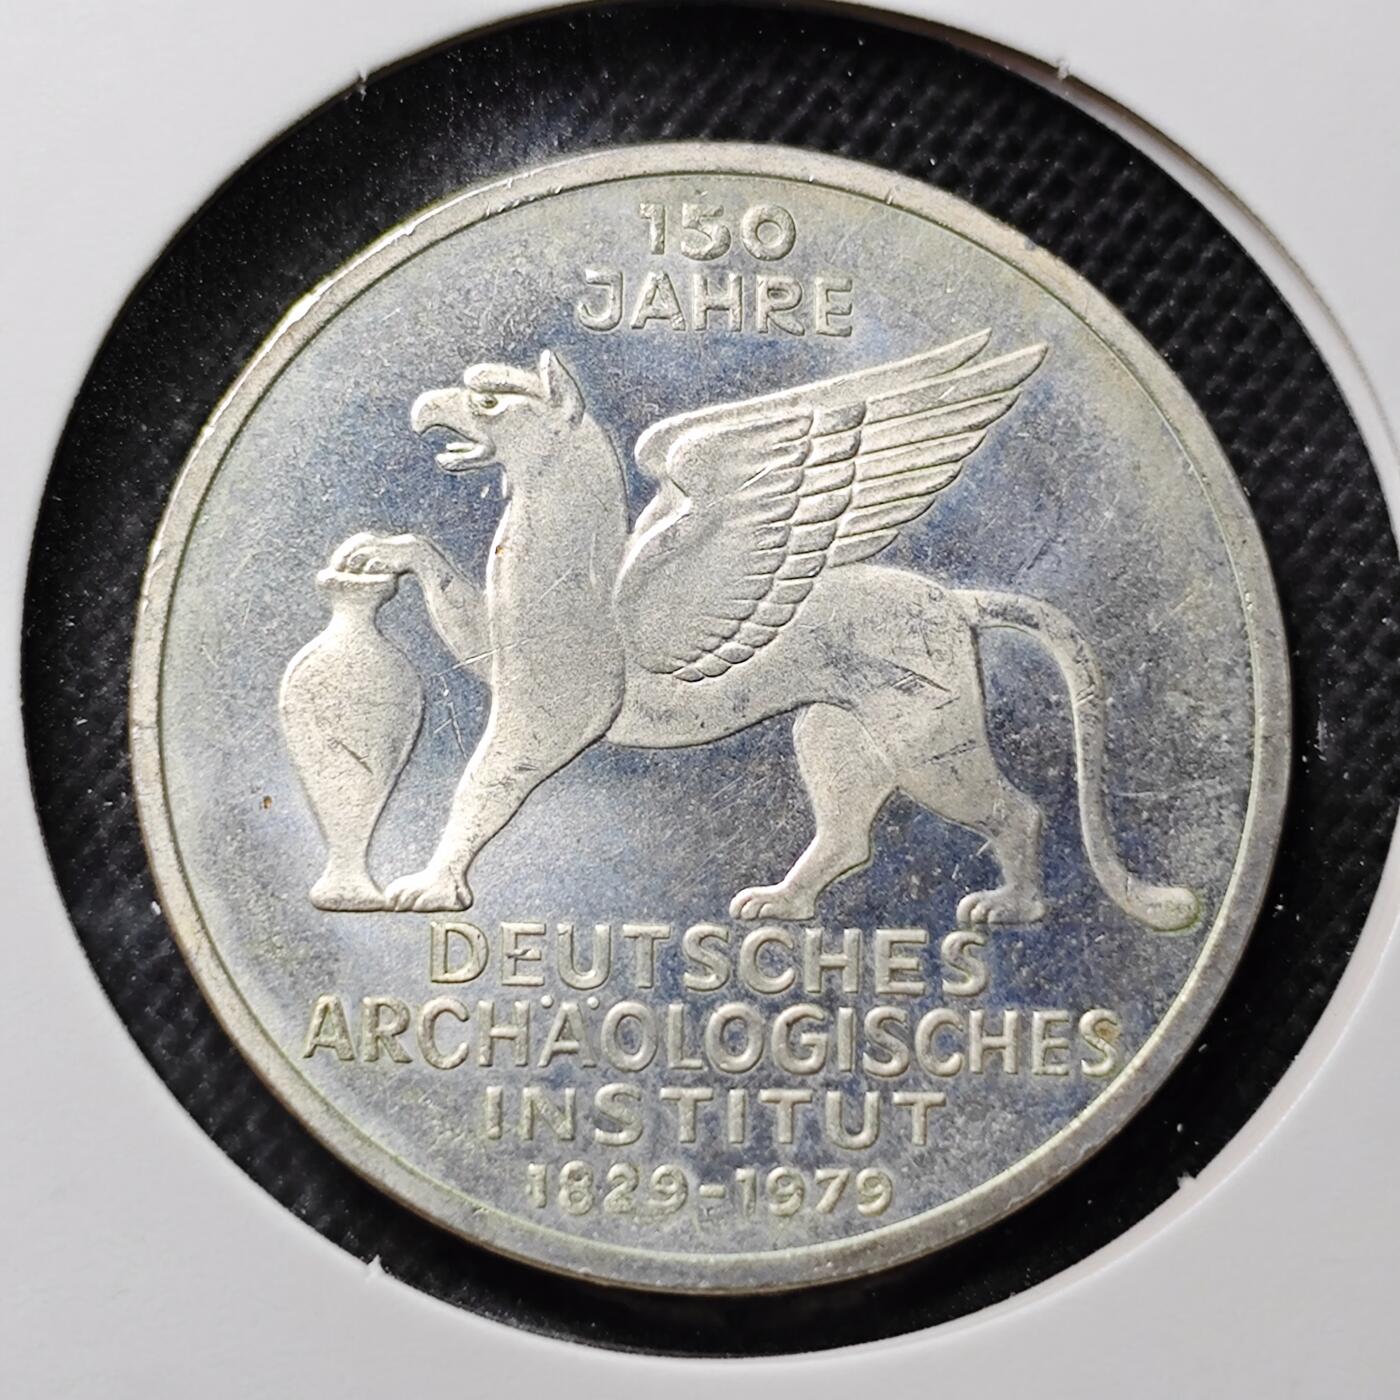 150
JAHRE
DEUTSCHES
ARCHÄOLOGISCHES
INSTITUT
1829-1979